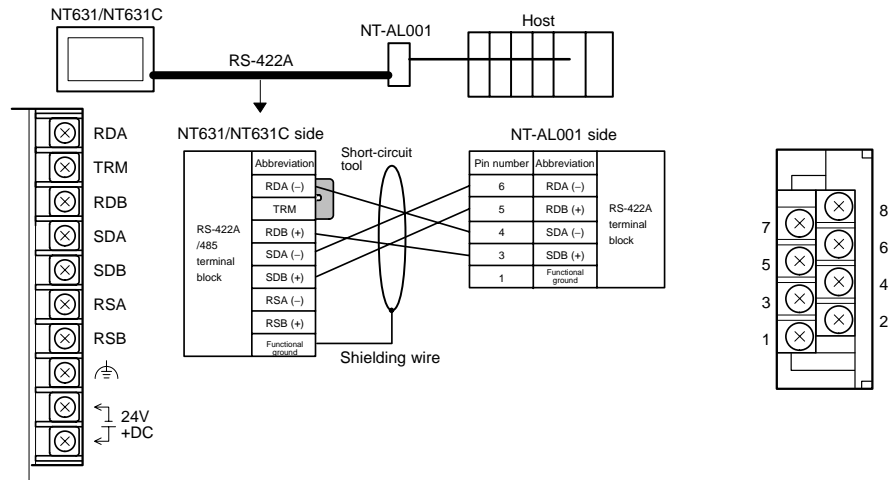 NT631/NT631C
NT-AL001
Host
RS-422A
RDA
TRM
RDB
SDA
SDB
RSA
RSB
24V
+DC
NT631/NT631C side
Abbreviation
RDA (–)
TRM
RDB (+)
SDA (–)
SDB (+)
RSA (–)
RSB (+)
Functional
ground
RS-422A
/485
terminal
block
Short-circuit
tool
Shielding wire
NT-AL001 side
Pin number Abbreviation
6 RDA (–)
5 RDB (+)
4 SDA (–)
3 SDB (+)
1 Functional
ground
RS-422A
terminal
block
8
7
6
5
4
3
2
1